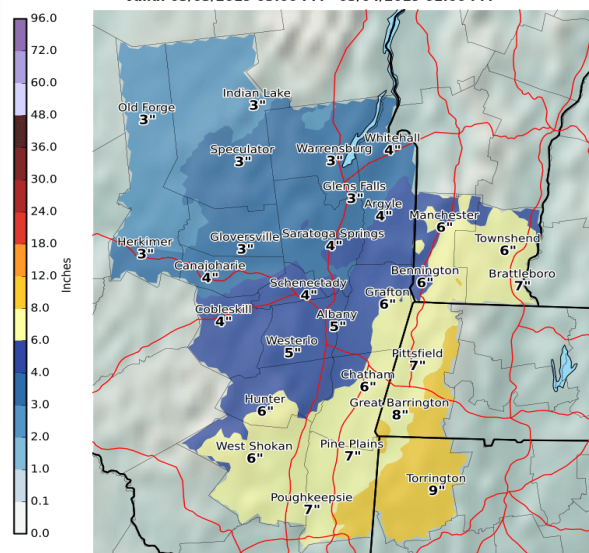 96.0
72.0
60.0
48.0
36.0
30.0
24.0
18.0
12.0
8.0
6.0
4.0
3.0
2.0
1.0
0.1
0.0
Inches
Old Forge
3"
Indian Lake
3"
Speculator
3"
Warrensburg
3"
Whitehall
4"
Glens Falls
3"
Argyle
4"
Manchester
6"
Herkimer
3"
Gloversville
3"
Saratoga Springs
4"
Townshend
6"
Canajoharie
4"
Schenectady
4"
Bennington
6"
Brattleboro
7"
Cobleskill
4"
Albany
5"
Grafton
6"
Westerlo
5"
Pittsfield
7"
Chatham
6"
Hunter
6"
Great Barrington
8"
West Shokan
6"
Pine Plains
7"
Torrington
9"
Poughkeepsie
7"